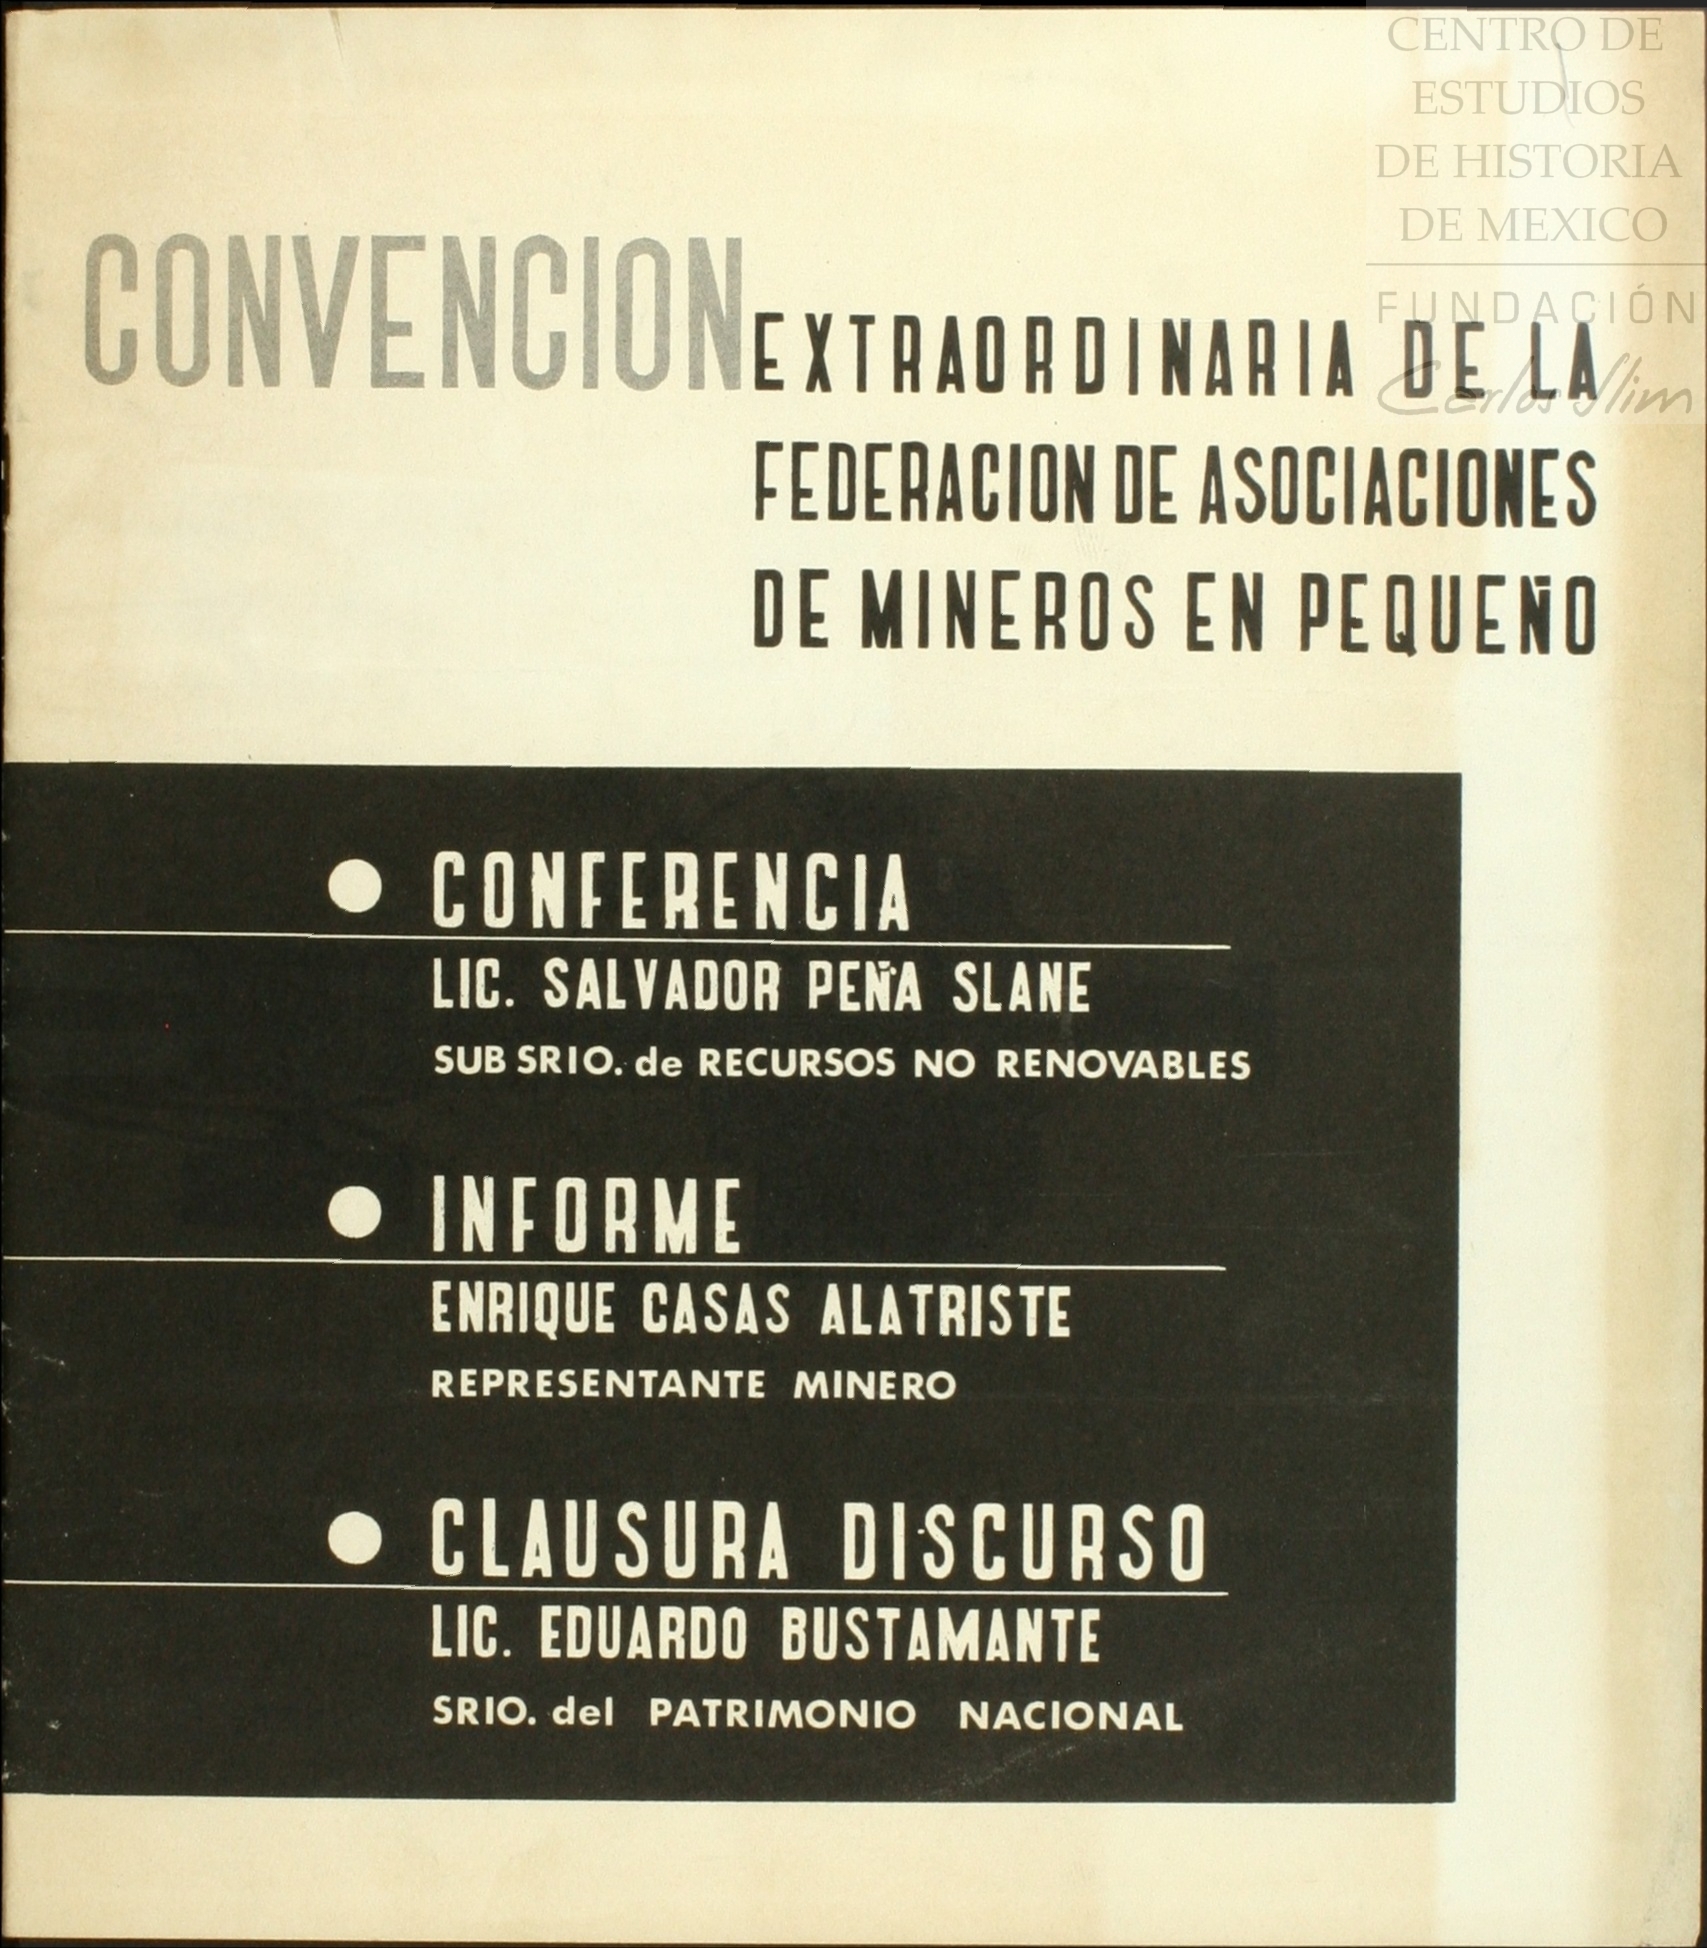 CENTRO DE
ESTUDIOS
DE HISTORIA
DE MEXICO
FUNDACIÓN
Carlos Slim
CONVENCION
EXTRAORDINARIA DE LA
FEDERACION DE ASOCIACIONES
DE MINEROS EN PEQUEÑO
CONFERENCIA
LIC. SALVADOR PEÑA SLANE
SUB SRIO. de RECURSOS NO RENOVABLES
INFORME
ENRIQUE CASAS ALATRISTE
REPRESENTANTE MINERO
CLAUSURA DISCURSO
LIC. EDUARDO BUSTAMANTE
SRIO. del PATRIMONIO NACIONAL